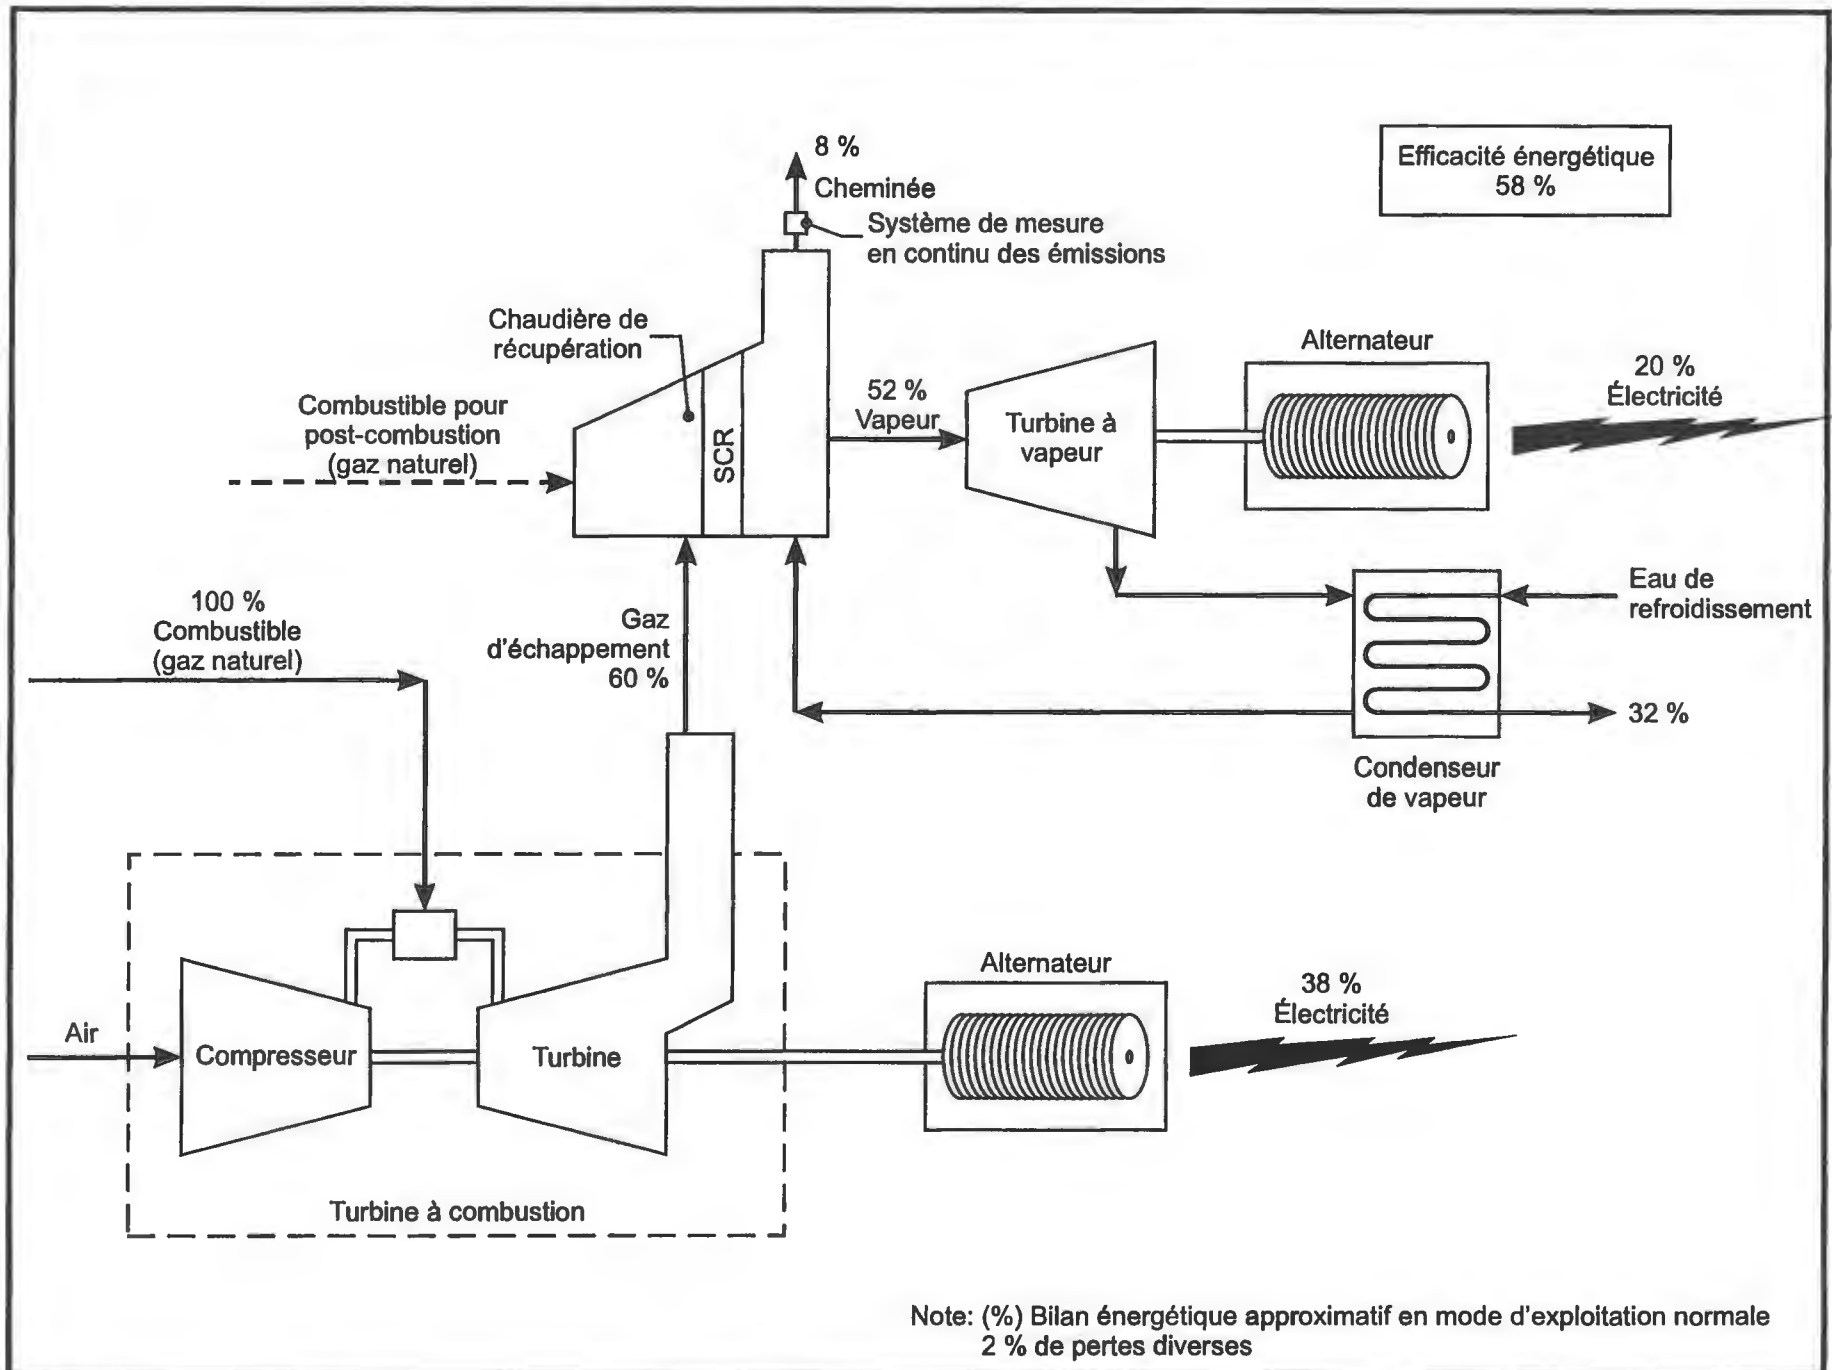 8 %
Cheminée
Système de mesure
en continu des émissions
Efficacité énergétique
58 %
Chaudière de
récupération
Combustible pour
post-combustion
(gaz naturel)
SCR
52 %
Vapeur
Turbine à
vapeur
Alternateur
20 %
Électricité
Eau de
refroidissement
32 %
Condenseur
de vapeur
100 %
Combustible
(gaz naturel)
Gaz
d'échappement
60 %
Air
Compresseur
Turbine
Turbine à combustion
Alternateur
38 %
Électricité
Note: (%) Bilan énergétique approximatif en mode d'exploitation normale
2 % de pertes diverses